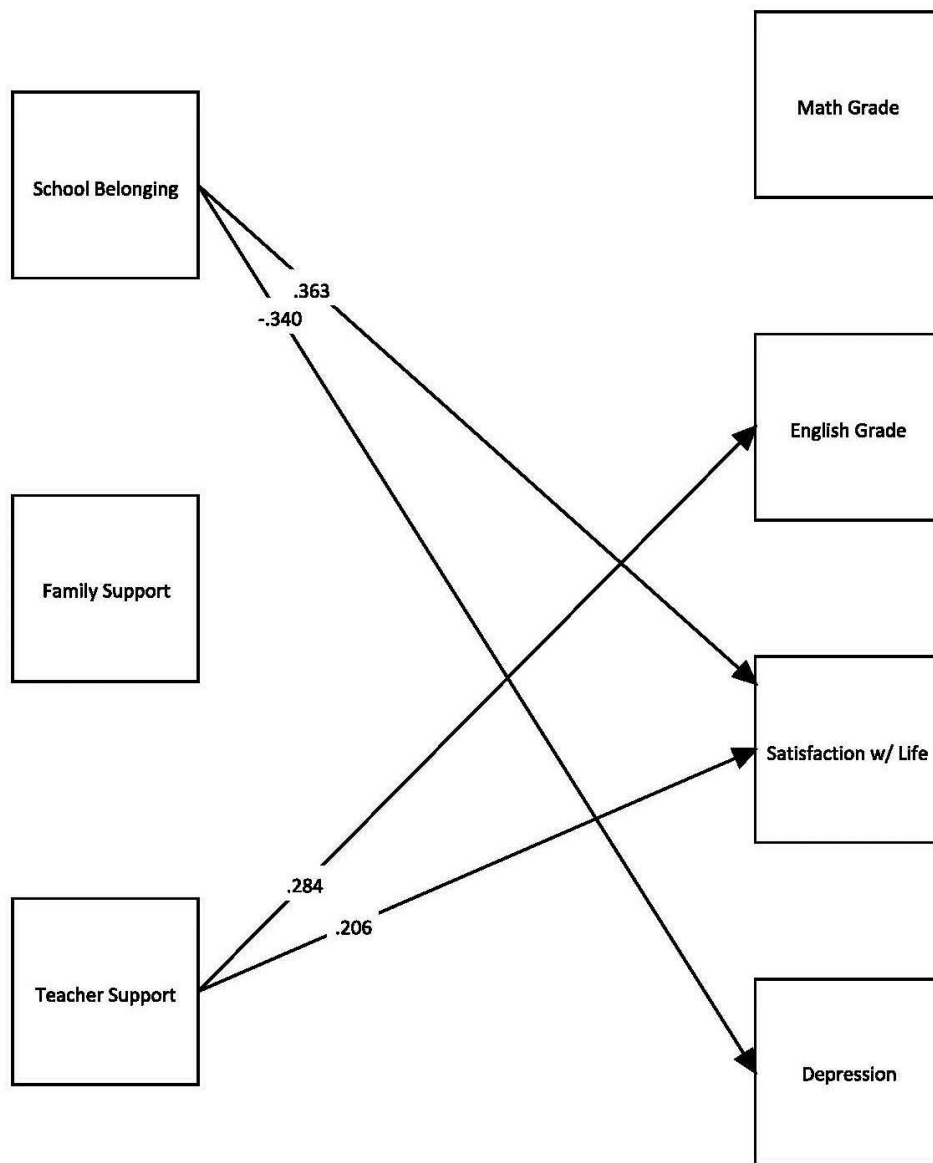 Math Grade
School Belonging
.363
-.340
English Grade
Family Support
Satisfaction w/ Life
.284
.206
Teacher Support
Depression